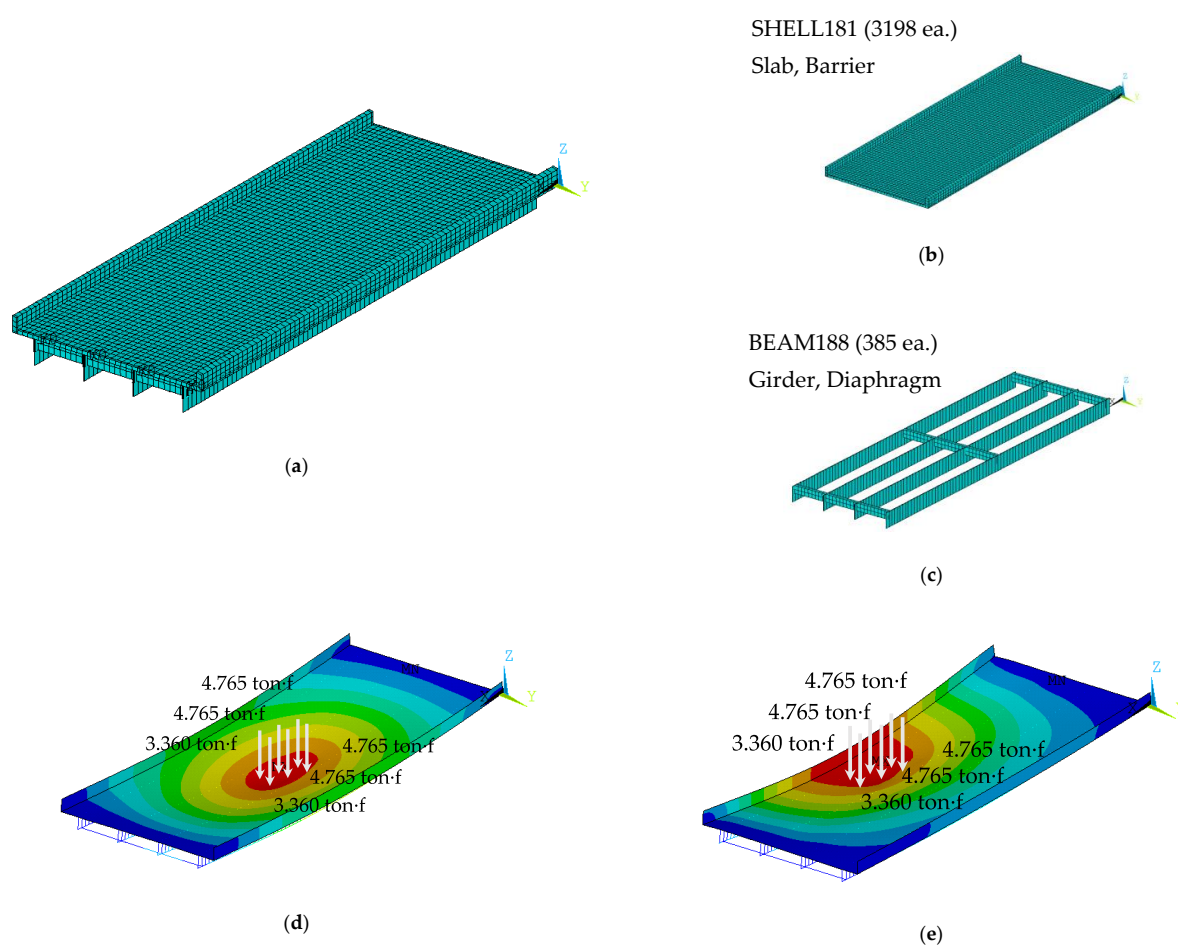 SHELL181 (3198 ea.)
Slab, Barrier
Z
Y
Z
Y
(b)
(a)
BEAM188 (385 ea.)
Girder, Diaphragm
Z
X
Y
(c)
4.765 ton·f
4.765 ton·f
3.360 ton·f
4.765 ton·f
4.765 ton·f
3.360 ton·f
MN
Z
Y
(d)
4.765 ton·f
4.765 ton·f
3.360 ton·f
4.765 ton·f
4.765 ton·f
3.360 ton·f
Z
(e)